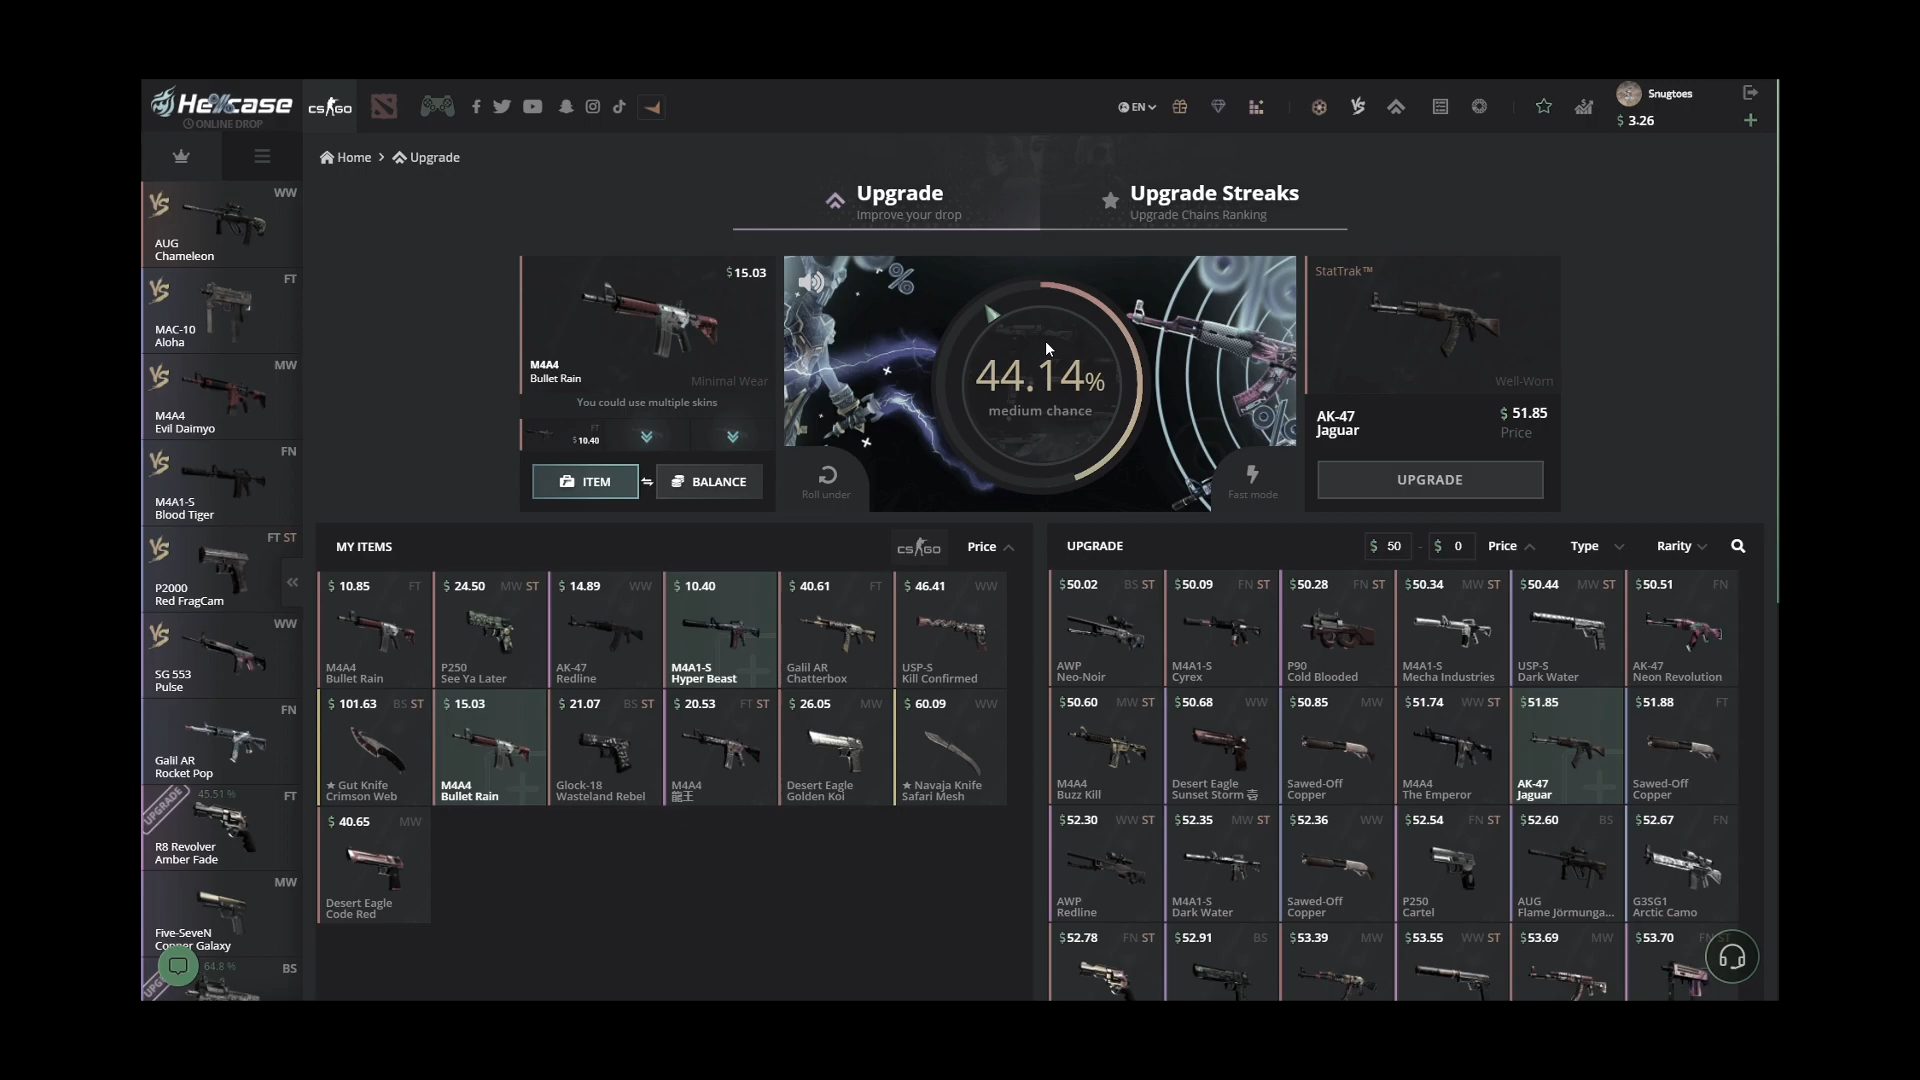 Hellcase
ONLINE DROP
CS GO
EN
Snugtoes
$ 3.26
Home > Upgrade
Upgrade
Improve your drop
Upgrade Streaks
Upgrade Chains Ranking
VS
WW
AUG
Chameleon
VS
FT
MAC-10
Aloha
VS
MW
M4A4
Evil Daimyo
VS
FN
M4A1-S
Blood Tiger
VS
FT ST
P2000
Red FragCam
VS
WW
SG 553
Pulse
FN
Galil AR
Rocket Pop
UPGRADE
45.51 %
FT
R8 Revolver
Amber Fade
MW
Five-SeveN
Copper Galaxy
64.8 %
BS
$15.03
M4A4
Bullet Rain
Minimal Wear
You could use multiple skins
FT
$ 10.40
ITEM
BALANCE
44.14%
medium chance
Roll under
Fast mode
StatTrak™
Well-Worn
AK-47
Jaguar
$ 51.85
Price
UPGRADE
MY ITEMS
CS GO
Price
$ 10.85 FT
M4A4
Bullet Rain
$ 24.50 MW ST
P250
See Ya Later
$ 14.89 WW
AK-47
Redline
$ 10.40
M4A1-S
Hyper Beast
$ 40.61 FT
Galil AR
Chatterbox
$ 46.41 WW
USP-S
Kill Confirmed
$ 101.63 BS ST
★ Gut Knife
Crimson Web
$ 15.03
M4A4
Bullet Rain
$ 21.07 BS ST
Glock-18
Wasteland Rebel
$ 20.53 FT ST
M4A4
龍王
$ 26.05 MW
Desert Eagle
Golden Koi
$ 60.09 WW
★ Navaja Knife
Safari Mesh
$ 40.65 MW
Desert Eagle
Code Red
UPGRADE
$ 50 - $ 0
Price
Type
Rarity
$50.02 BS ST
AWP
Neo-Noir
$50.09 FN ST
M4A1-S
Cyrex
$50.28 FN ST
P90
Cold Blooded
$50.34 MW ST
M4A1-S
Mecha Industries
$50.44 MW ST
USP-S
Dark Water
$50.51 FN
AK-47
Neon Revolution
$50.60 MW ST
M4A4
Buzz Kill
$50.68 WW
Desert Eagle
Sunset Storm 壱
$50.85 MW
Sawed-Off
Copper
$51.74 WW ST
M4A4
The Emperor
$51.85
AK-47
Jaguar
$51.88 FT
Sawed-Off
Copper
$52.30 WW ST
AWP
Redline
$52.35 MW ST
M4A1-S
Dark Water
$52.36 WW
Sawed-Off
Copper
$52.54 FN ST
P250
Cartel
$52.60 BS
AUG
Flame Jörmunga...
$52.67 FN
G3SG1
Arctic Camo
$52.78 FN ST
$52.91 BS
$53.39 MW
$53.55 WW ST
$53.69 MW
$53.70 FN ST